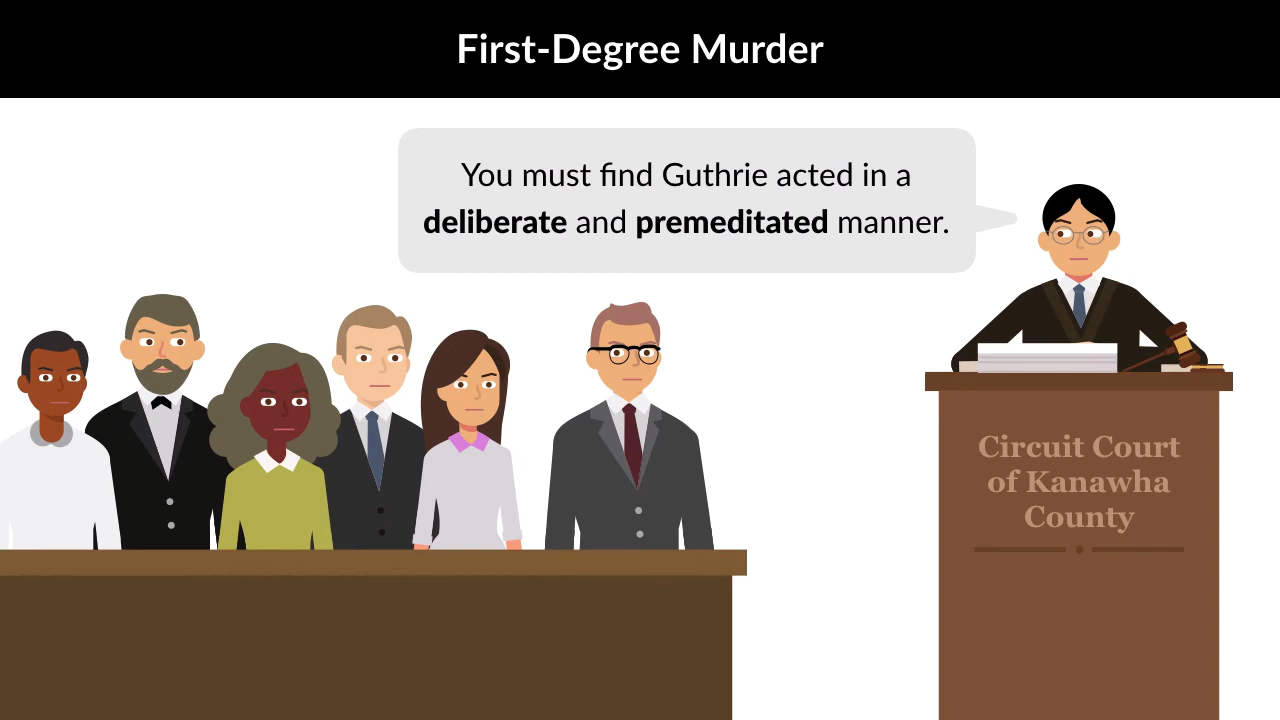 First-Degree Murder
You must find Guthrie acted in a
deliberate and premeditated manner.
Circuit Court
of Kanawha
County